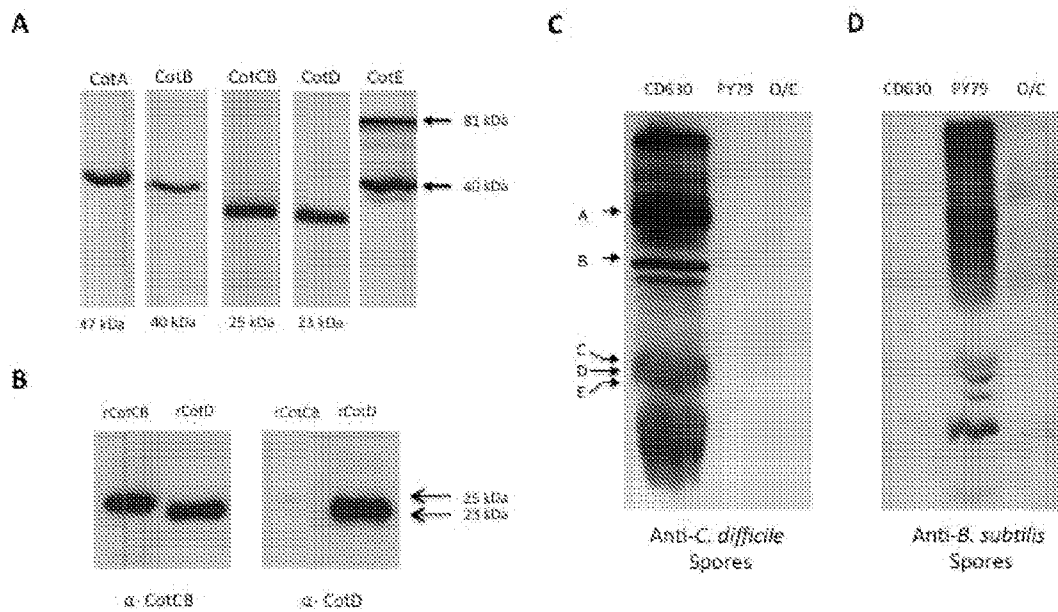 A
CotA CotB CotCB CotD CotE
81 kDa
40 kDa
47 kDa 40 kDa 25 kDa 23 kDa
B
rCotCB rCotD rCotCB rCotD
25 kDa
23 kDa
α- CotCB α- CotD
C
CD630 PY79 O/C
A
B
C
D
E
Anti-C. difficile
Spores
D
CD630 PY79 O/C
Anti-B. subtilis
Spores